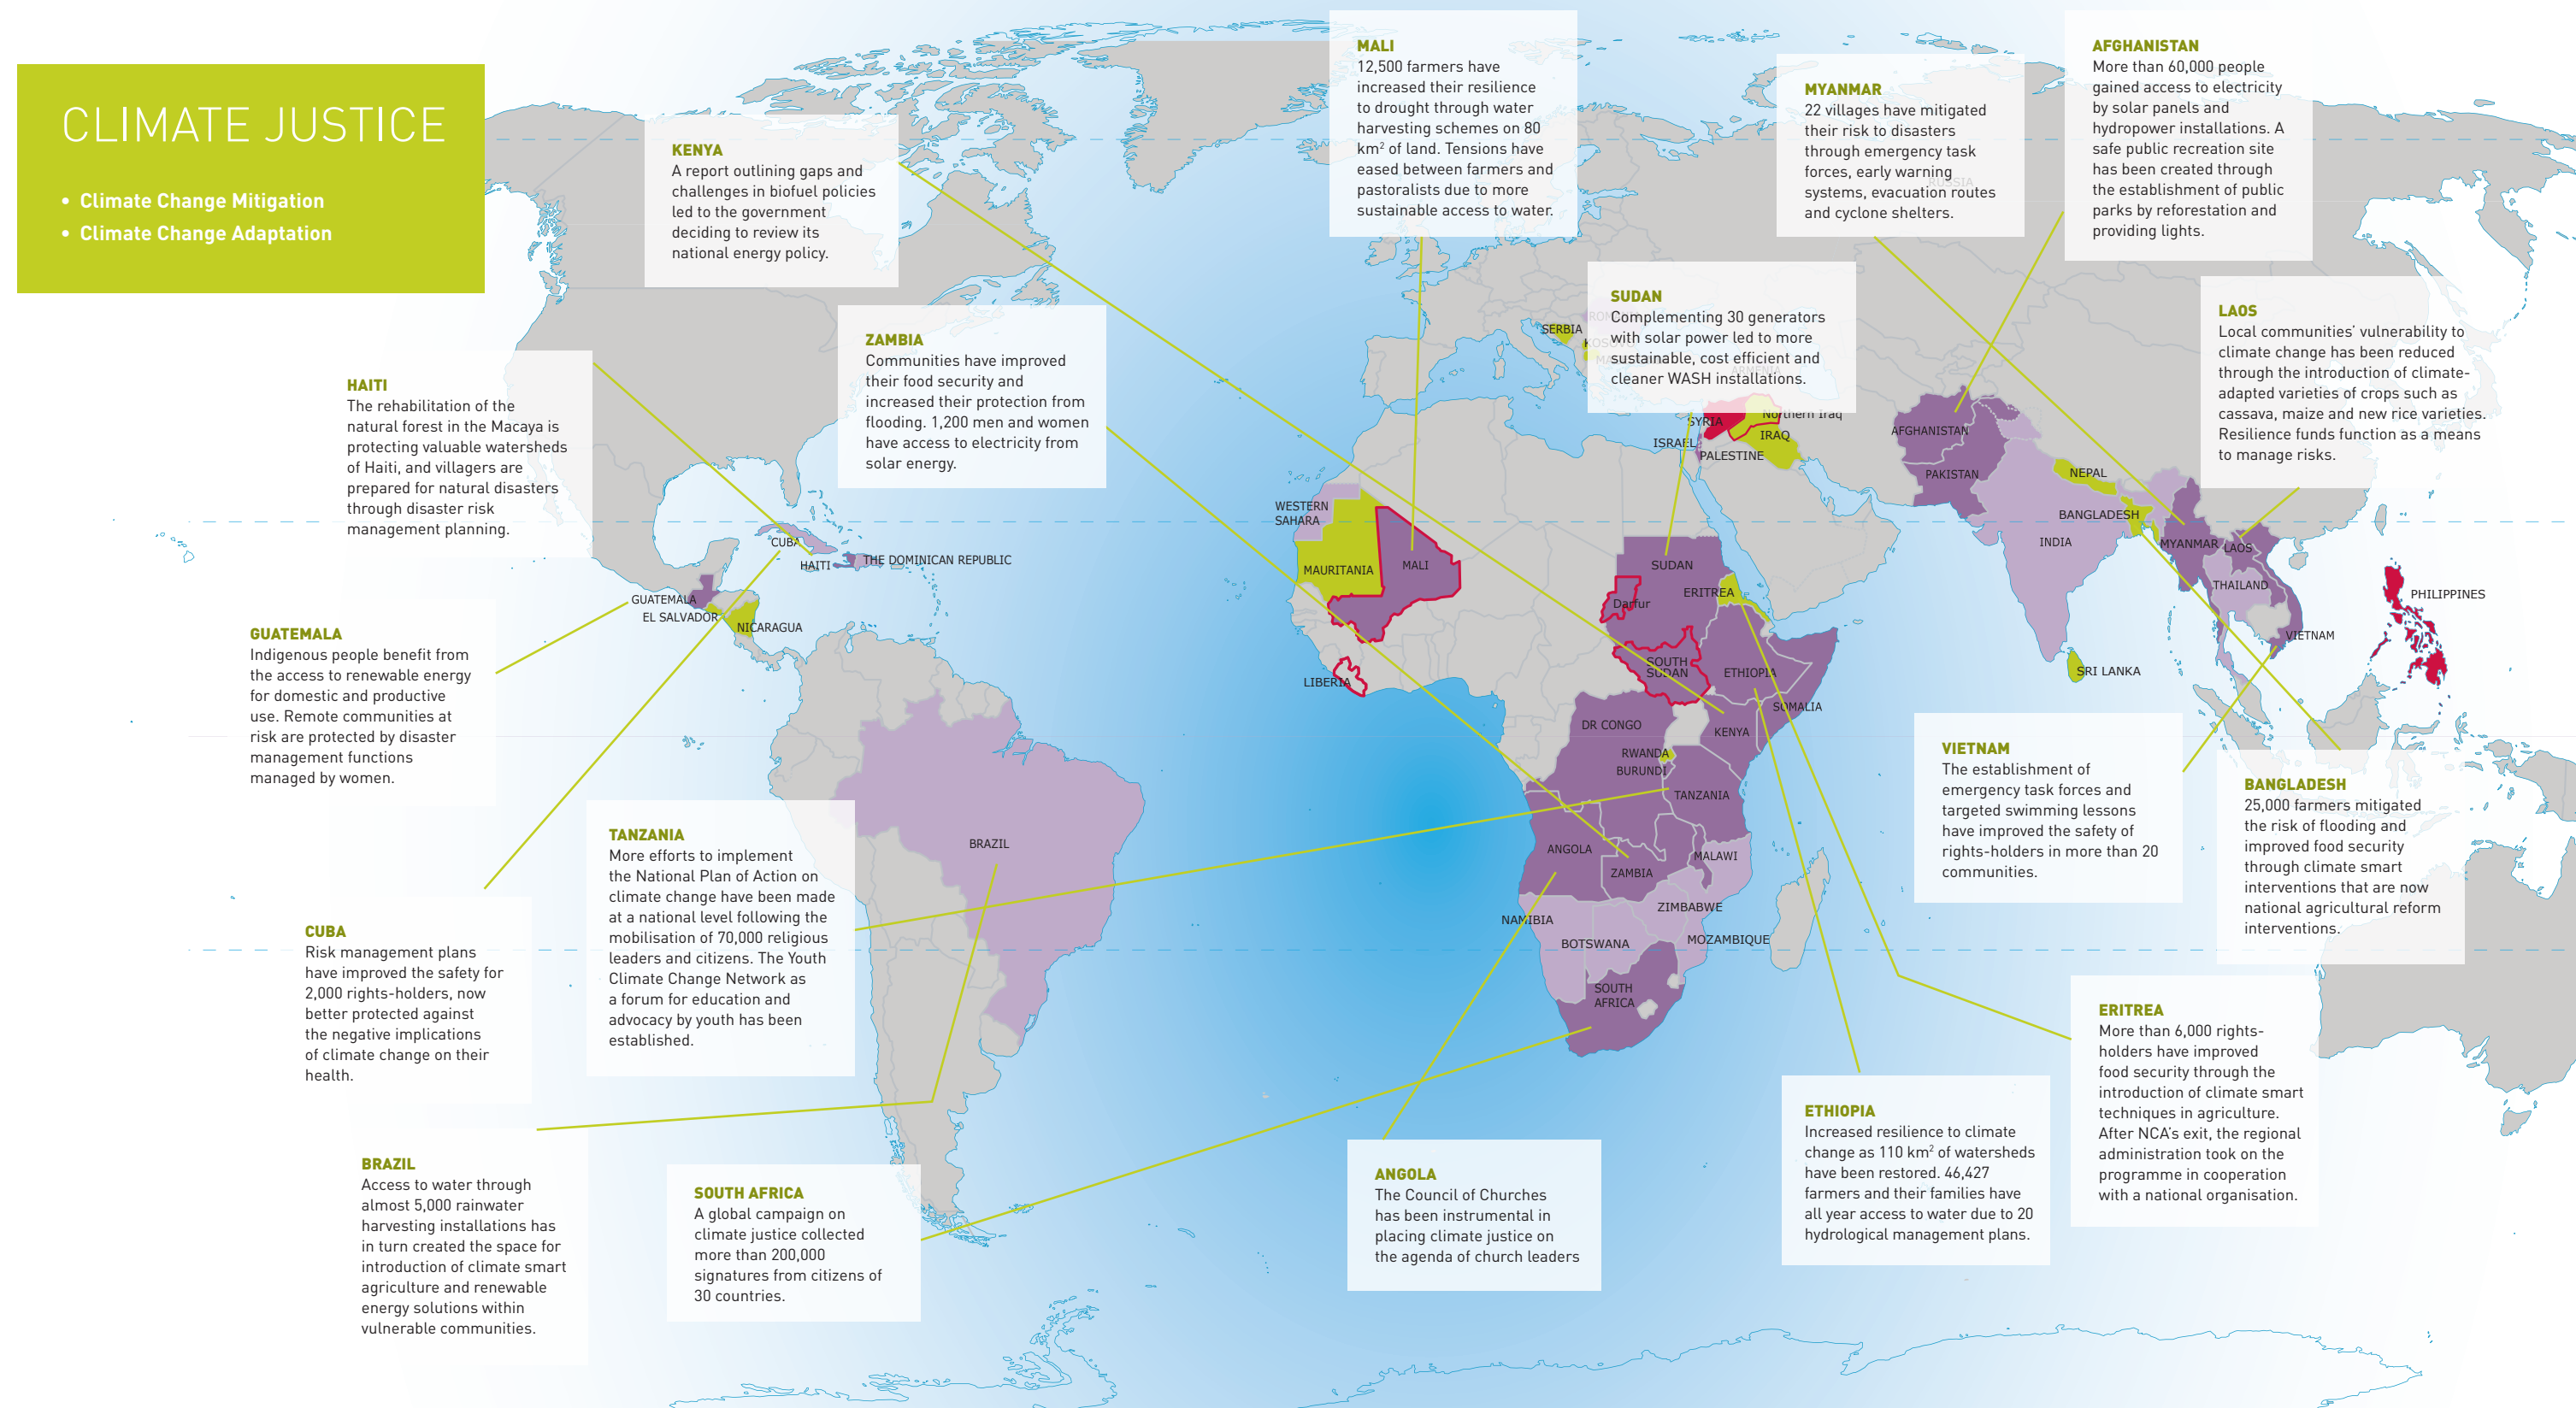 CLIMATE JUSTICE
• Climate Change Mitigation
• Climate Change Adaptation
KENYA
A report outlining gaps and
challenges in biofuel policies
led to the government
deciding to review its
national energy policy.
MALI
12,500 farmers have
increased their resilience
to drought through water
harvesting schemes on 80
km² of land. Tensions have
eased between farmers and
pastoralists due to more
sustainable access to water.
MYANMAR
22 villages have mitigated
their risk to disasters
through emergency task
forces, early warning
systems, evacuation routes
and cyclone shelters.
RUSSIA
AFGHANISTAN
More than 60,000 people
gained access to electricity
by solar panels and
hydropower installations. A
safe public recreation site
has been created through
the establishment of public
parks by reforestation and
providing lights.
SUDAN
Complementing 30 generators
with solar power led to more
sustainable, cost efficient and
cleaner WASH installations.
ARMENIA
LAOS
Local communities' vulnerability to
climate change has been reduced
through the introduction of climate-
adapted varieties of crops such as
cassava, maize and new rice varieties.
Resilience funds function as a means
to manage risks.
ZAMBIA
Communities have improved
their food security and
increased their protection from
flooding. 1,200 men and women
have access to electricity from
solar energy.
HAITI
The rehabilitation of the
natural forest in the Macaya is
protecting valuable watersheds
of Haiti, and villagers are
prepared for natural disasters
through disaster risk
management planning.
GUATEMALA
Indigenous people benefit from
the access to renewable energy
for domestic and productive
use. Remote communities at
risk are protected by disaster
management functions
managed by women.
CUBA
Risk management plans
have improved the safety for
2,000 rights-holders, now
better protected against
the negative implications
of climate change on their
health.
TANZANIA
More efforts to implement
the National Plan of Action on
climate change have been made
at a national level following the
mobilisation of 70,000 religious
leaders and citizens. The Youth
Climate Change Network as
a forum for education and
advocacy by youth has been
established.
BRAZIL
Access to water through
almost 5,000 rainwater
harvesting installations has
in turn created the space for
introduction of climate smart
agriculture and renewable
energy solutions within
vulnerable communities.
SOUTH AFRICA
A global campaign on
climate justice collected
more than 200,000
signatures from citizens of
30 countries.
ANGOLA
The Council of Churches
has been instrumental in
placing climate justice on
the agenda of church leaders
ETHIOPIA
Increased resilience to climate
change as 110 km² of watersheds
have been restored. 46,427
farmers and their families have
all year access to water due to 20
hydrological management plans.
ERITREA
More than 6,000 rights-
holders have improved
food security through the
introduction of climate smart
techniques in agriculture.
After NCA's exit, the regional
administration took on the
programme in cooperation
with a national organisation.
VIETNAM
The establishment of
emergency task forces and
targeted swimming lessons
have improved the safety of
rights-holders in more than 20
communities.
BANGLADESH
25,000 farmers mitigated
the risk of flooding and
improved food security
through climate smart
interventions that are now
national agricultural reform
interventions.
CUBA
HAITI
THE DOMINICAN REPUBLIC
GUATEMALA
EL SALVADOR
NICARAGUA
BRAZIL
SERBIA
SYRIA
Northern Iraq
IRAQ
ISRAEL
PALESTINE
WESTERN
SAHARA
MAURITANIA
MALI
LIBERIA
SUDAN
Darfur
ERITREA
SOUTH
SUDAN
ETHIOPIA
SOMALIA
DR CONGO
KENYA
RWANDA
BURUNDI
TANZANIA
ANGOLA
ZAMBIA
MALAWI
NAMIBIA
ZIMBABWE
BOTSWANA
MOZAMBIQUE
SOUTH
AFRICA
AFGHANISTAN
PAKISTAN
NEPAL
BANGLADESH
INDIA
MYANMAR
LAOS
THAILAND
VIETNAM
SRI LANKA
PHILIPPINES